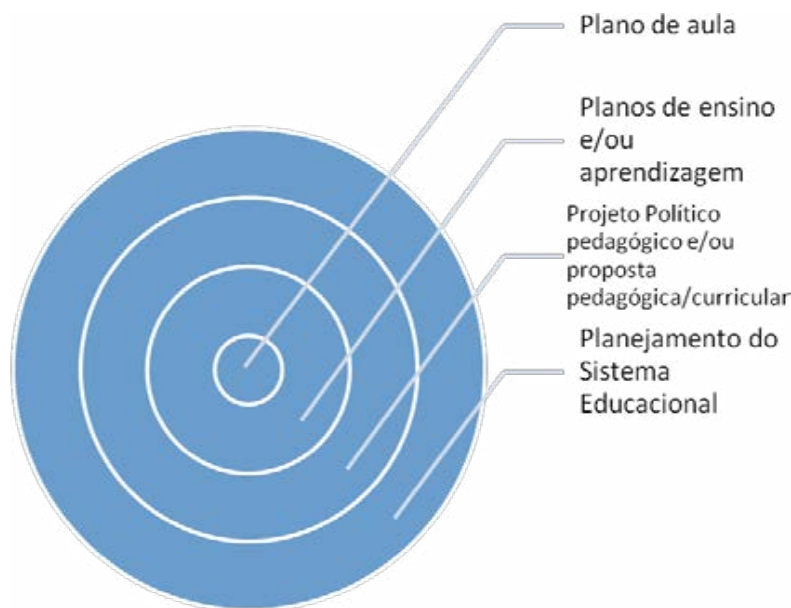 Plano de aula
Planos de ensino
e/ou
aprendizagem
Projeto Político
pedagógico e/ou
proposta
pedagógica/curricular
Planejamento do
Sistema
Educacional